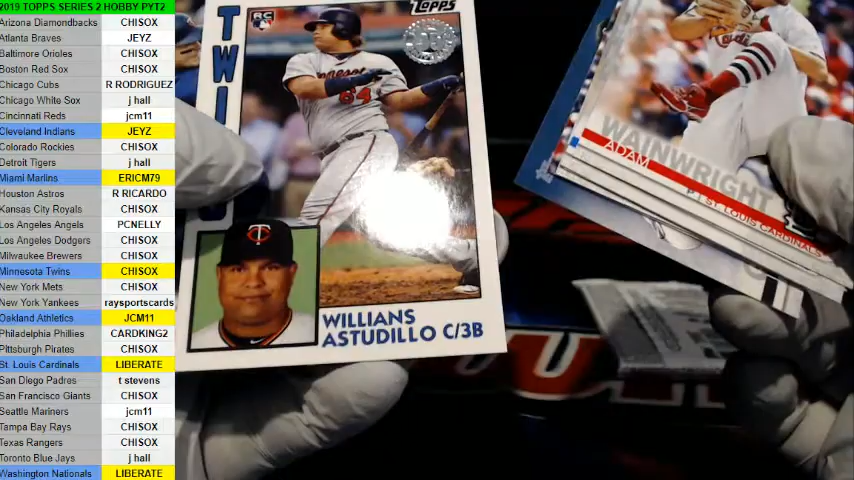 2019 TOPPS SERIES 2 HOBBY PYT2
Arizona Diamondbacks CHISOX
Atlanta Braves JEYZ
Baltimore Orioles CHISOX
Boston Red Sox CHISOX
Chicago Cubs R RODRIGUEZ
Chicago White Sox j hall
Cincinnati Reds jcm11
Cleveland Indians JEYZ
Colorado Rockies CHISOX
Detroit Tigers j hall
Miami Marlins ERICM79
Houston Astros R RICARDO
Kansas City Royals CHISOX
Los Angeles Angels PCNELLY
Los Angeles Dodgers CHISOX
Milwaukee Brewers CHISOX
Minnesota Twins CHISOX
New York Mets CHISOX
New York Yankees raysportscards
Oakland Athletics JCM11
Philadelphia Phillies CARDKING2
Pittsburgh Pirates CHISOX
St. Louis Cardinals LIBERATE
San Diego Padres t stevens
San Francisco Giants CHISOX
Seattle Mariners jcm11
Tampa Bay Rays CHISOX
Texas Rangers CHISOX
Toronto Blue Jays j hall
Washington Nationals LIBERATE
TWI
RC
TOPPS
64
WILLIANS
ASTUDILLO C/3B
WAINWRIGHT
ADAM
P | ST. LOUIS CARDINALS